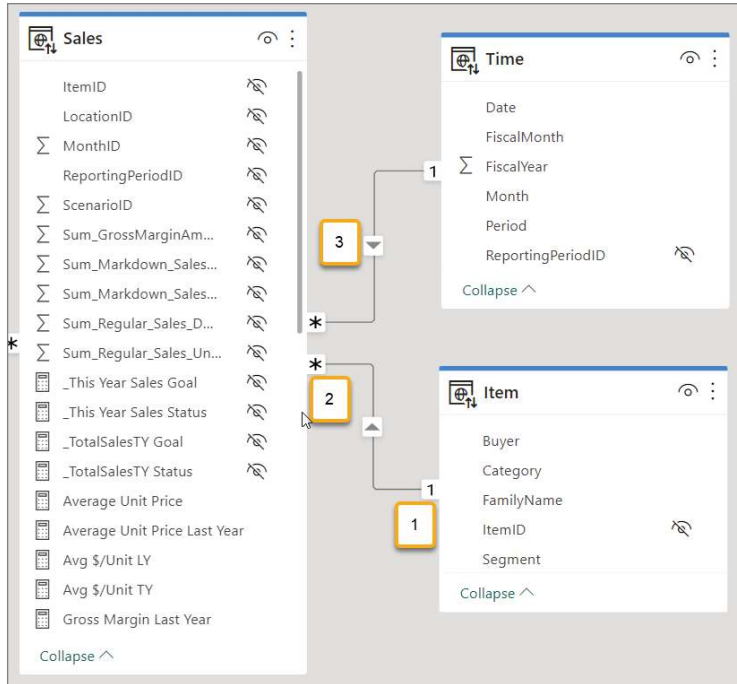 Sales
ItemID
LocationID
MonthID
ReportingPeriodID
ScenarioID
Sum_GrossMarginAm...
Sum_Markdown_Sales...
Sum_Markdown_Sales...
Sum_Regular_Sales_D...
Sum_Regular_Sales_Un...
_This Year Sales Goal
_This Year Sales Status
_TotalSalesTY Goal
_TotalSalesTY Status
Average Unit Price
Average Unit Price Last Year
Avg $/Unit LY
Avg $/Unit TY
Gross Margin Last Year
Collapse
*
3
*
2
*
1
1
1
Time
Date
FiscalMonth
FiscalYear
Month
Period
ReportingPeriodID
Collapse
Item
Buyer
Category
FamilyName
ItemID
Segment
Collapse